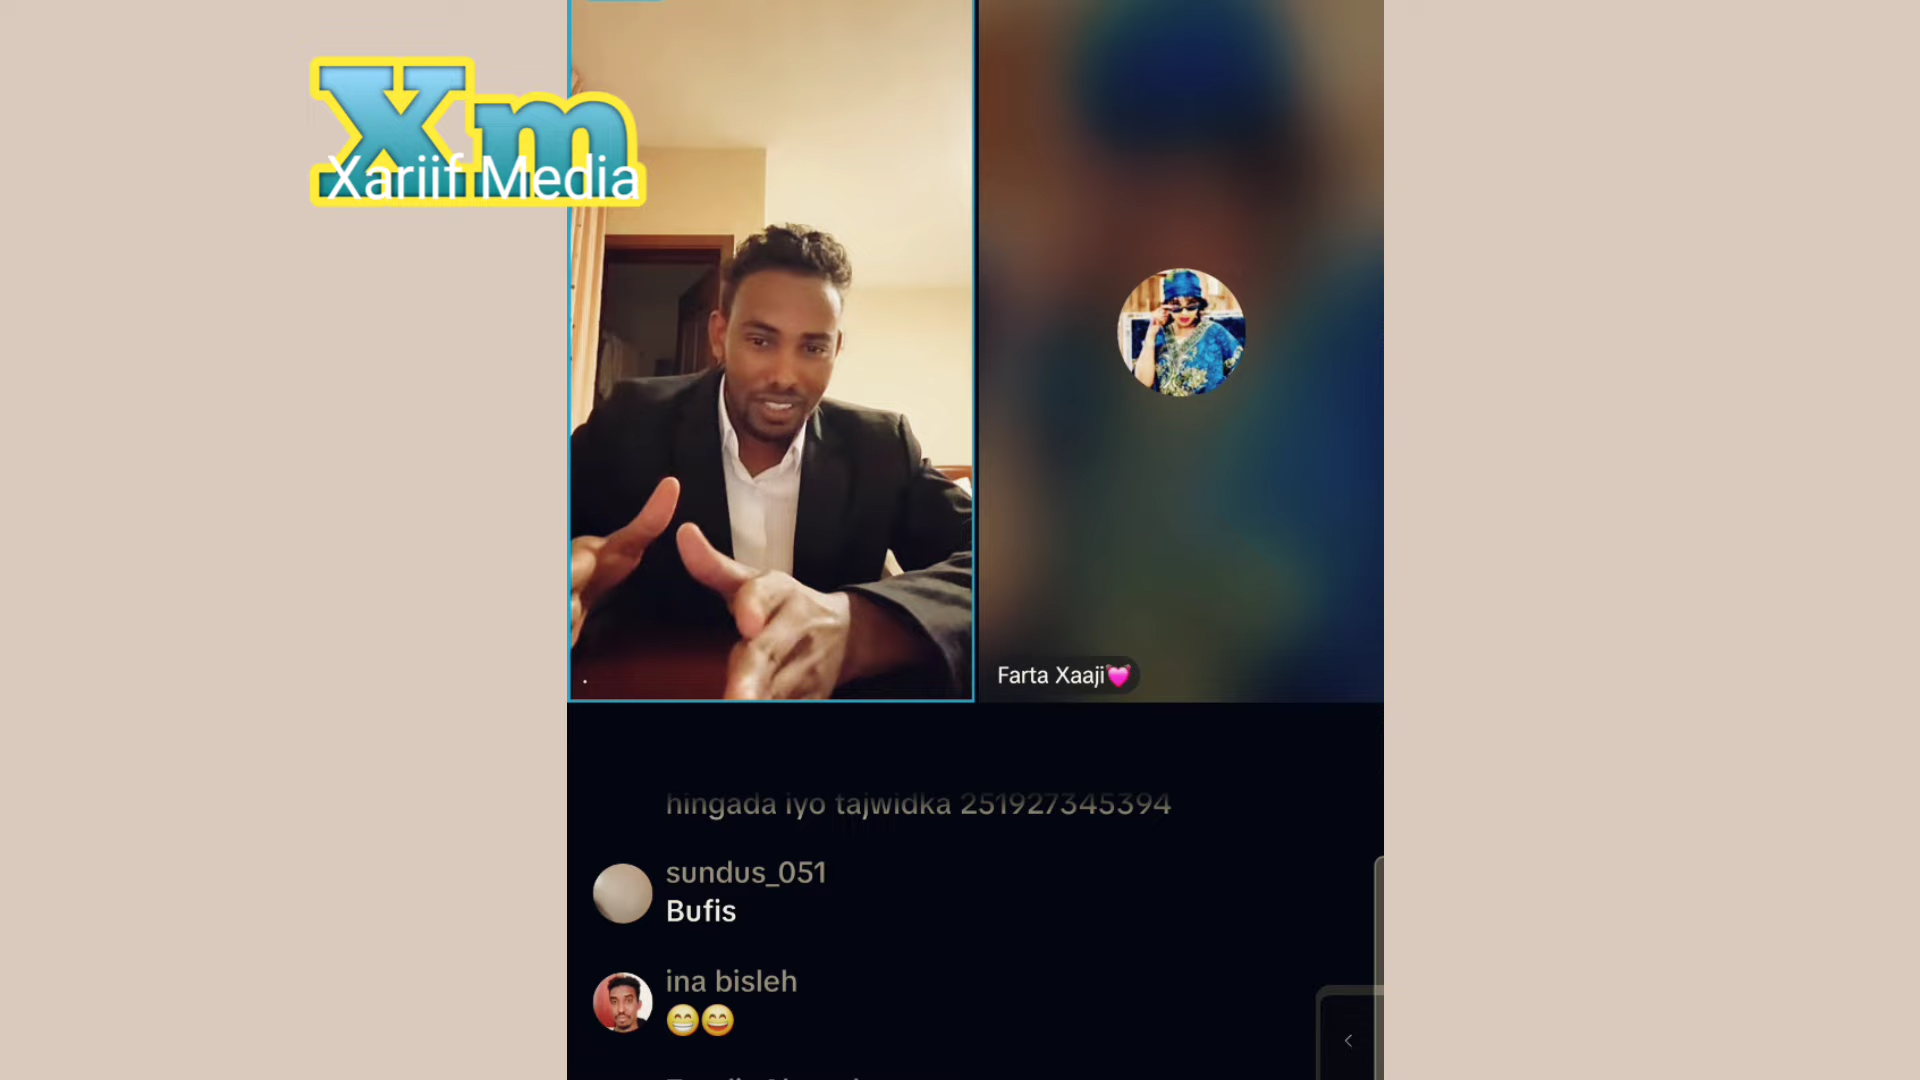 Xm
Xariif Media
.
Farta Xaaji💓
hingada iyo tajwidka 251927345394
sundus_051
Bufis
ina bisleh
😁😄